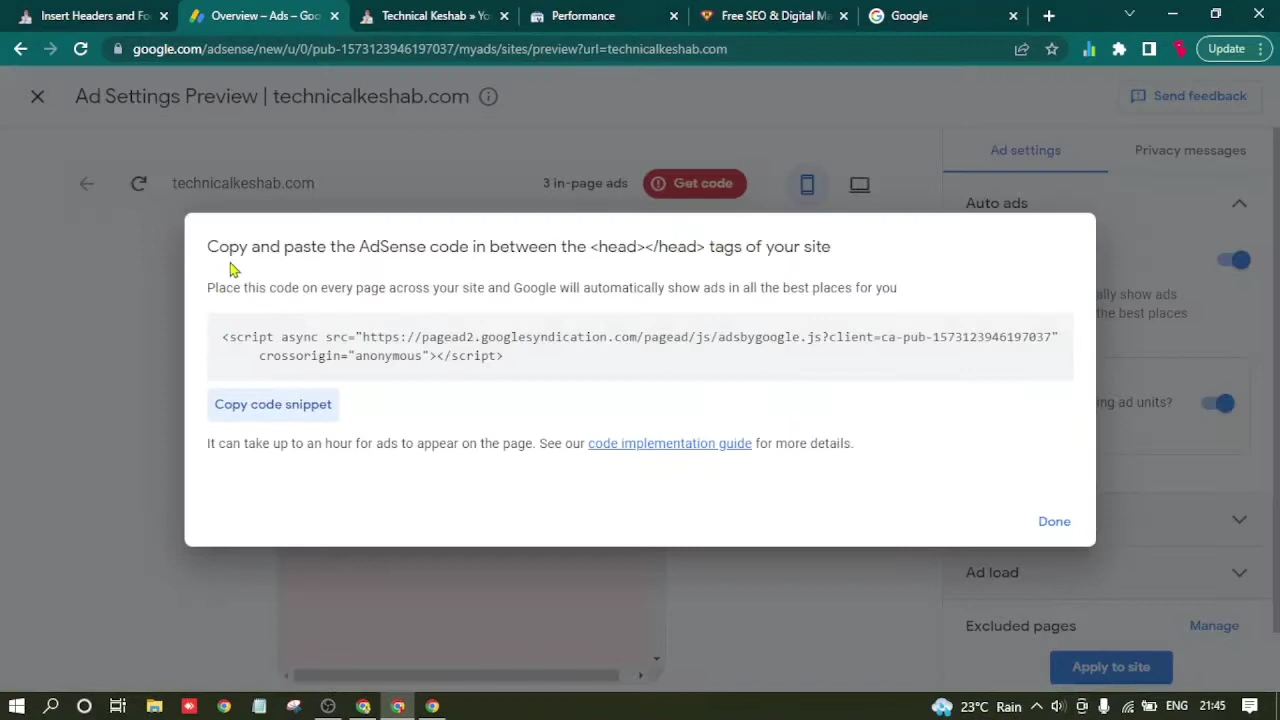 Insert Headers and Fo
Overview – Ads – Goo
Technical Keshab » Yo
Performance
Free SEO & Digital Ma
Google
google.com/adsense/new/u/0/pub-1573123946197037/myads/sites/preview?url=technicalkeshab.com
Update
Ad Settings Preview | technicalkeshab.com
Send feedback
Ad settings
Privacy messages
technicalkeshab.com
3 in-page ads
Get code
Auto ads
Copy and paste the AdSense code in between the <head></head> tags of your site
Place this code on every page across your site and Google will automatically show ads in all the best places for you
ally show ads
the best places
<script async src="https://pagead2.googlesyndication.com/pagead/js/adsbygoogle.js?client=ca-pub-1573123946197037"
crossorigin="anonymous"></script>
Copy code snippet
ng ad units?
It can take up to an hour for ads to appear on the page. See our code implementation guide for more details.
Done
Ad load
Excluded pages
Manage
Apply to site
23°C Rain
ENG
21:45